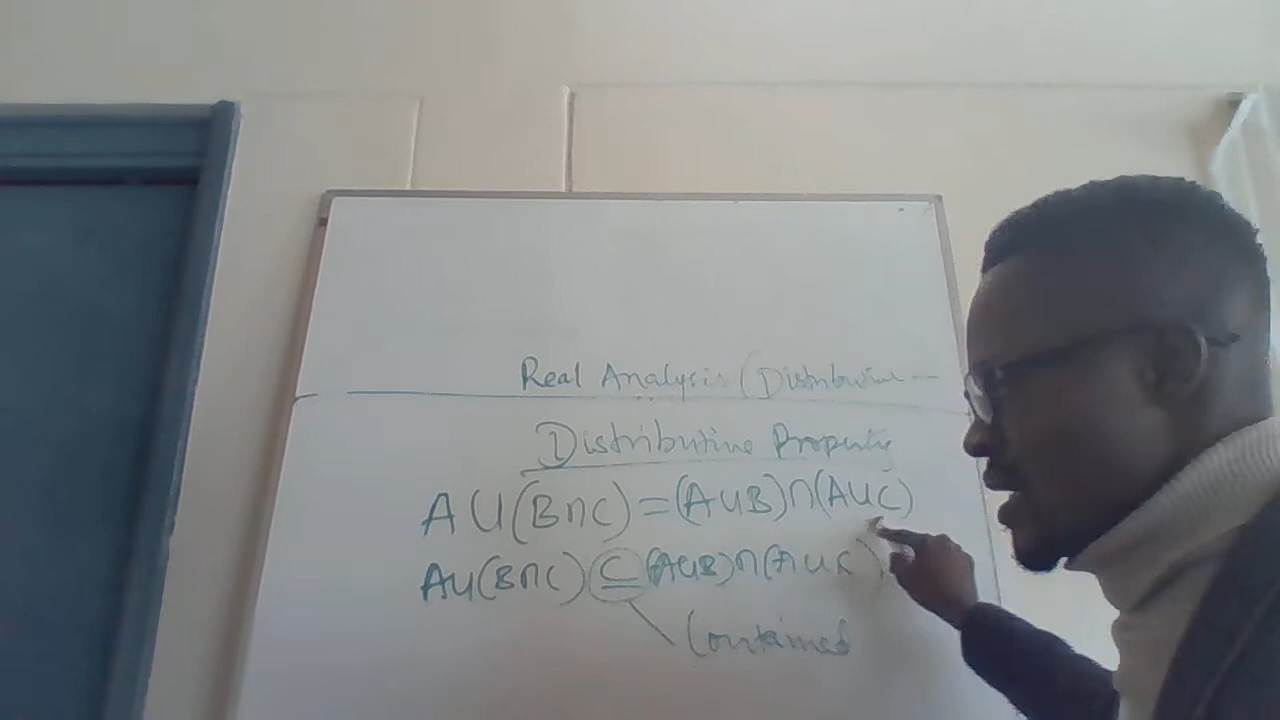 Real Analysis (Distributive —
Distributive Property
A∪(B∩C)=(A∪B)∩(A∪C)
A∪(B∩C)⊆(A∪B)∩(A∪C)
Contained